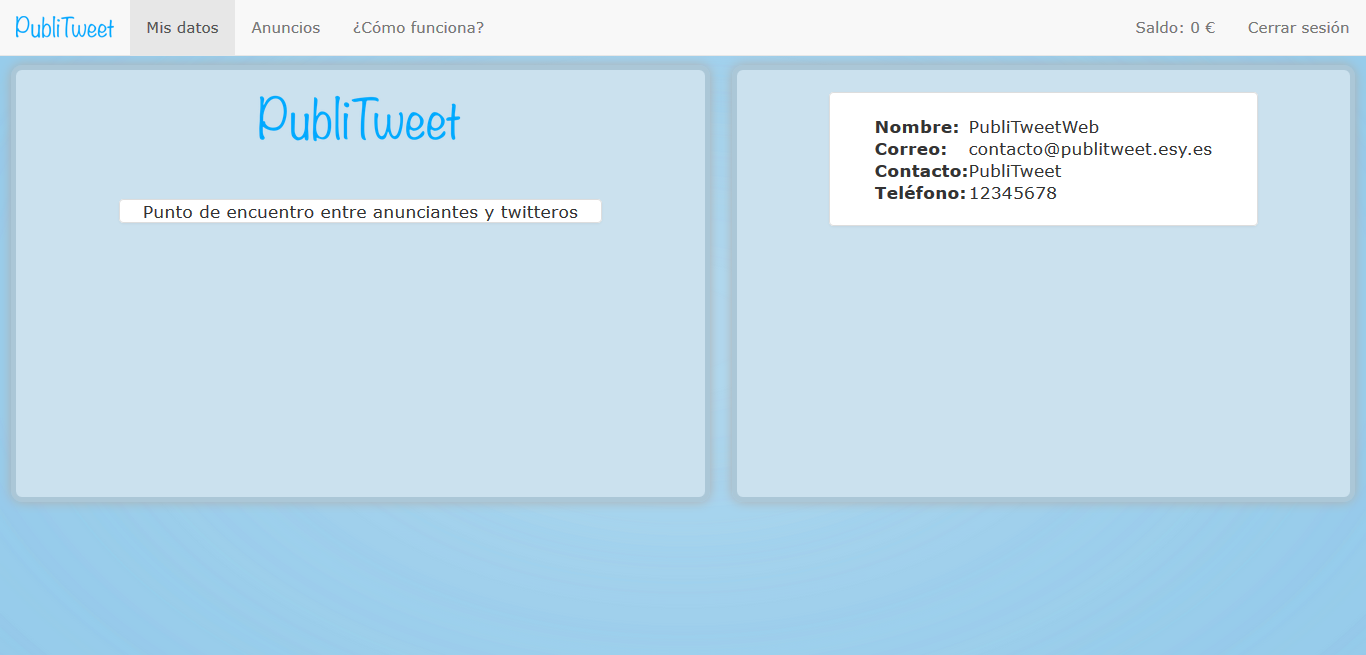 PubliTweet Mis datos Anuncios ¿Cómo funciona? Saldo: 0 € Cerrar sesión
PubliTweet
Punto de encuentro entre anunciantes y twitteros
Nombre: PubliTweetWeb
Correo: contacto@publitweet.esy.es
Contacto: PubliTweet
Teléfono: 12345678